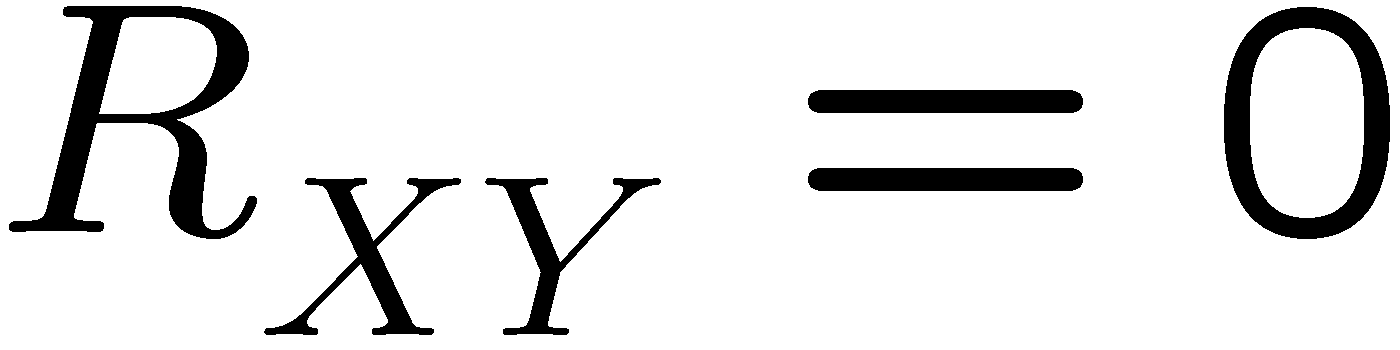 R_{XY} = 0